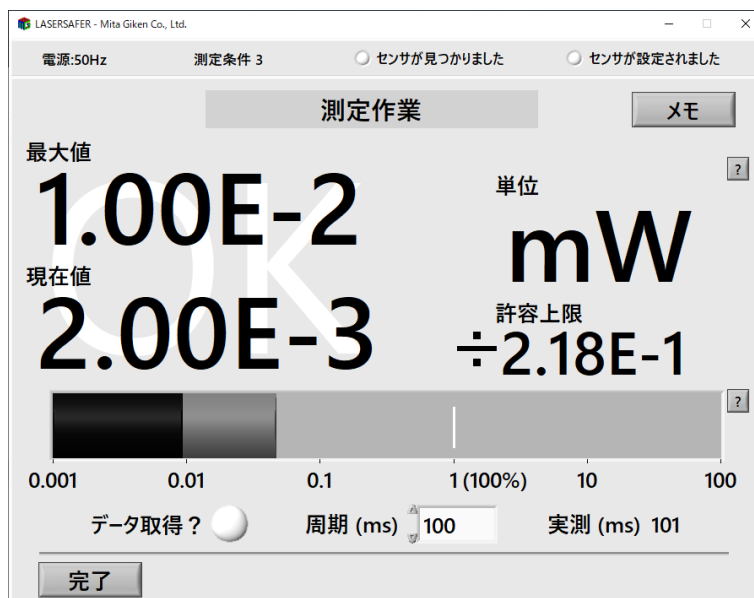 LASERSAFER - Mita Giken Co., Ltd.
電源:50Hz 測定条件 3 センサが見つかりました センサが設定されました
測定作業 メモ
最大値
1.00E-2
OK
単位
mW
?
現在値
2.00E-3
許容上限
÷2.18E-1
?
0.001 0.01 0.1 1 (100%) 10 100
データ取得? 周期 (ms) 100 実測 (ms) 101
完了